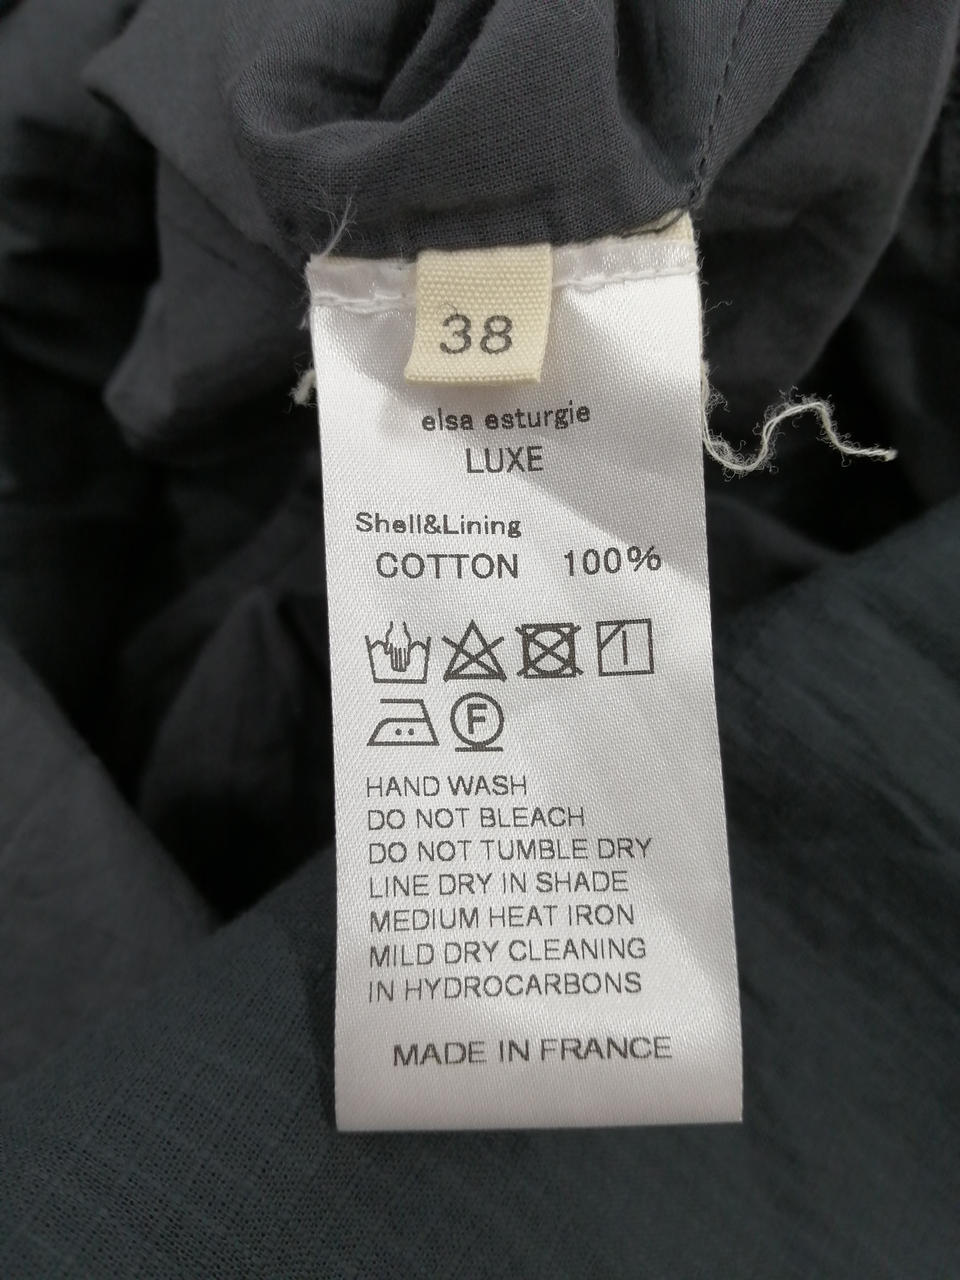 38
elsa esturgie
LUXE
Shell&Lining
COTTON 100%
F
HAND WASH
DO NOT BLEACH
DO NOT TUMBLE DRY
LINE DRY IN SHADE
MEDIUM HEAT IRON
MILD DRY CLEANING
IN HYDROCARBONS
MADE IN FRANCE